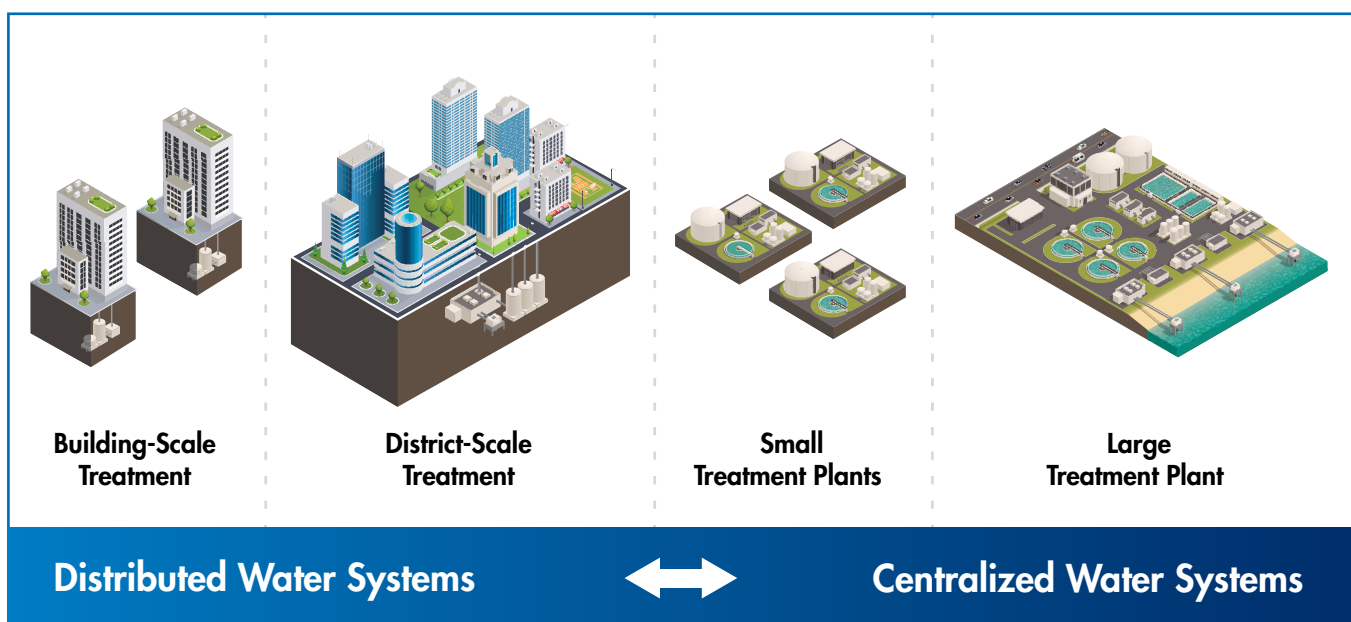 Building-Scale
Treatment
District-Scale
Treatment
Small
Treatment Plants
Large
Treatment Plant
Distributed Water Systems
Centralized Water Systems